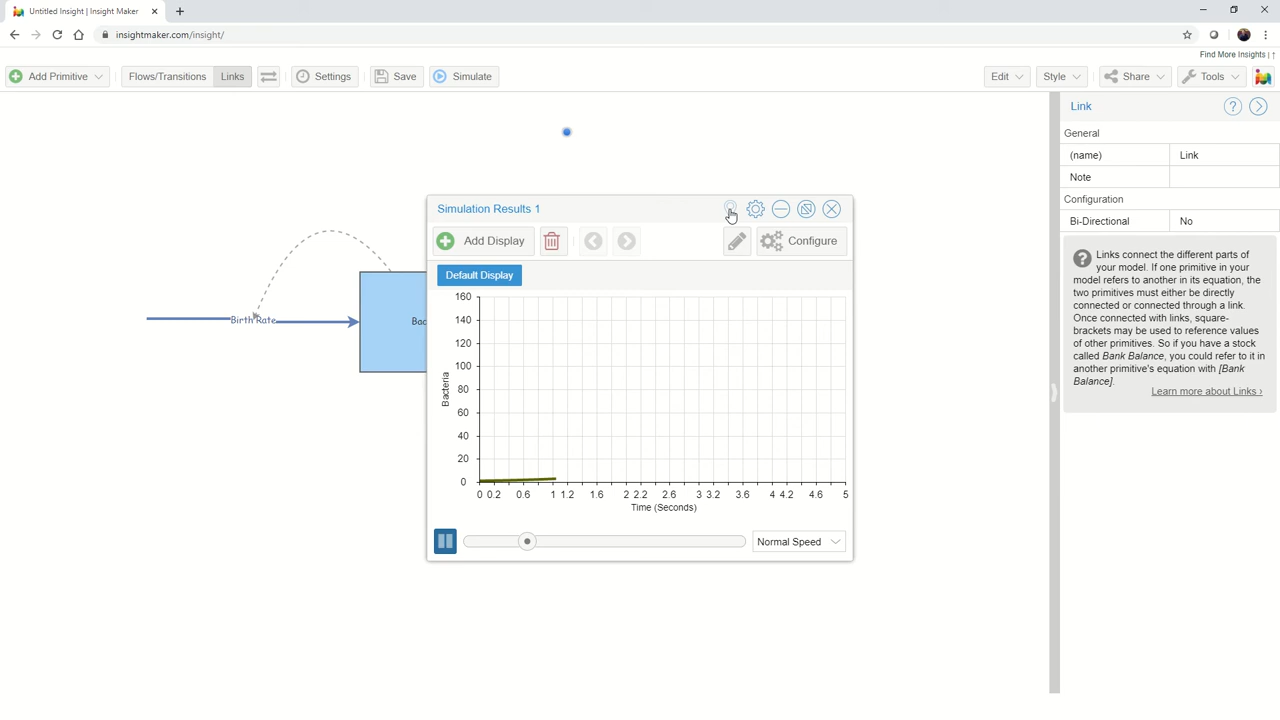 Untitled Insight | Insight Maker
insightmaker.com/insight/
Find More Insights |
Add Primitive
Flows/Transitions
Links
Settings
Save
Simulate
Edit
Style
Share
Tools
Link
General
(name) Link
Note
Configuration
Bi-Directional No
Links connect the different parts of
your model. If one primitive in your
model refers to another in its equation, the
two primitives must either be directly
connected or connected through a link.
Once connected with links, square-
brackets may be used to reference values
of other primitives. So if you have a stock
called Bank Balance, you could refer to it in
another primitive's equation with [Bank
Balance].
Learn more about Links ›
Birth Rate
Bac
Simulation Results 1
Add Display
Configure
Default Display
160
140
120
100
80
60
40
20
0
Bacteria
0 0.2 0.6 1 1.2 1.6 2 2.2 2.6 3 3.2 3.6 4 4.2 4.6 5
Time (Seconds)
Normal Speed